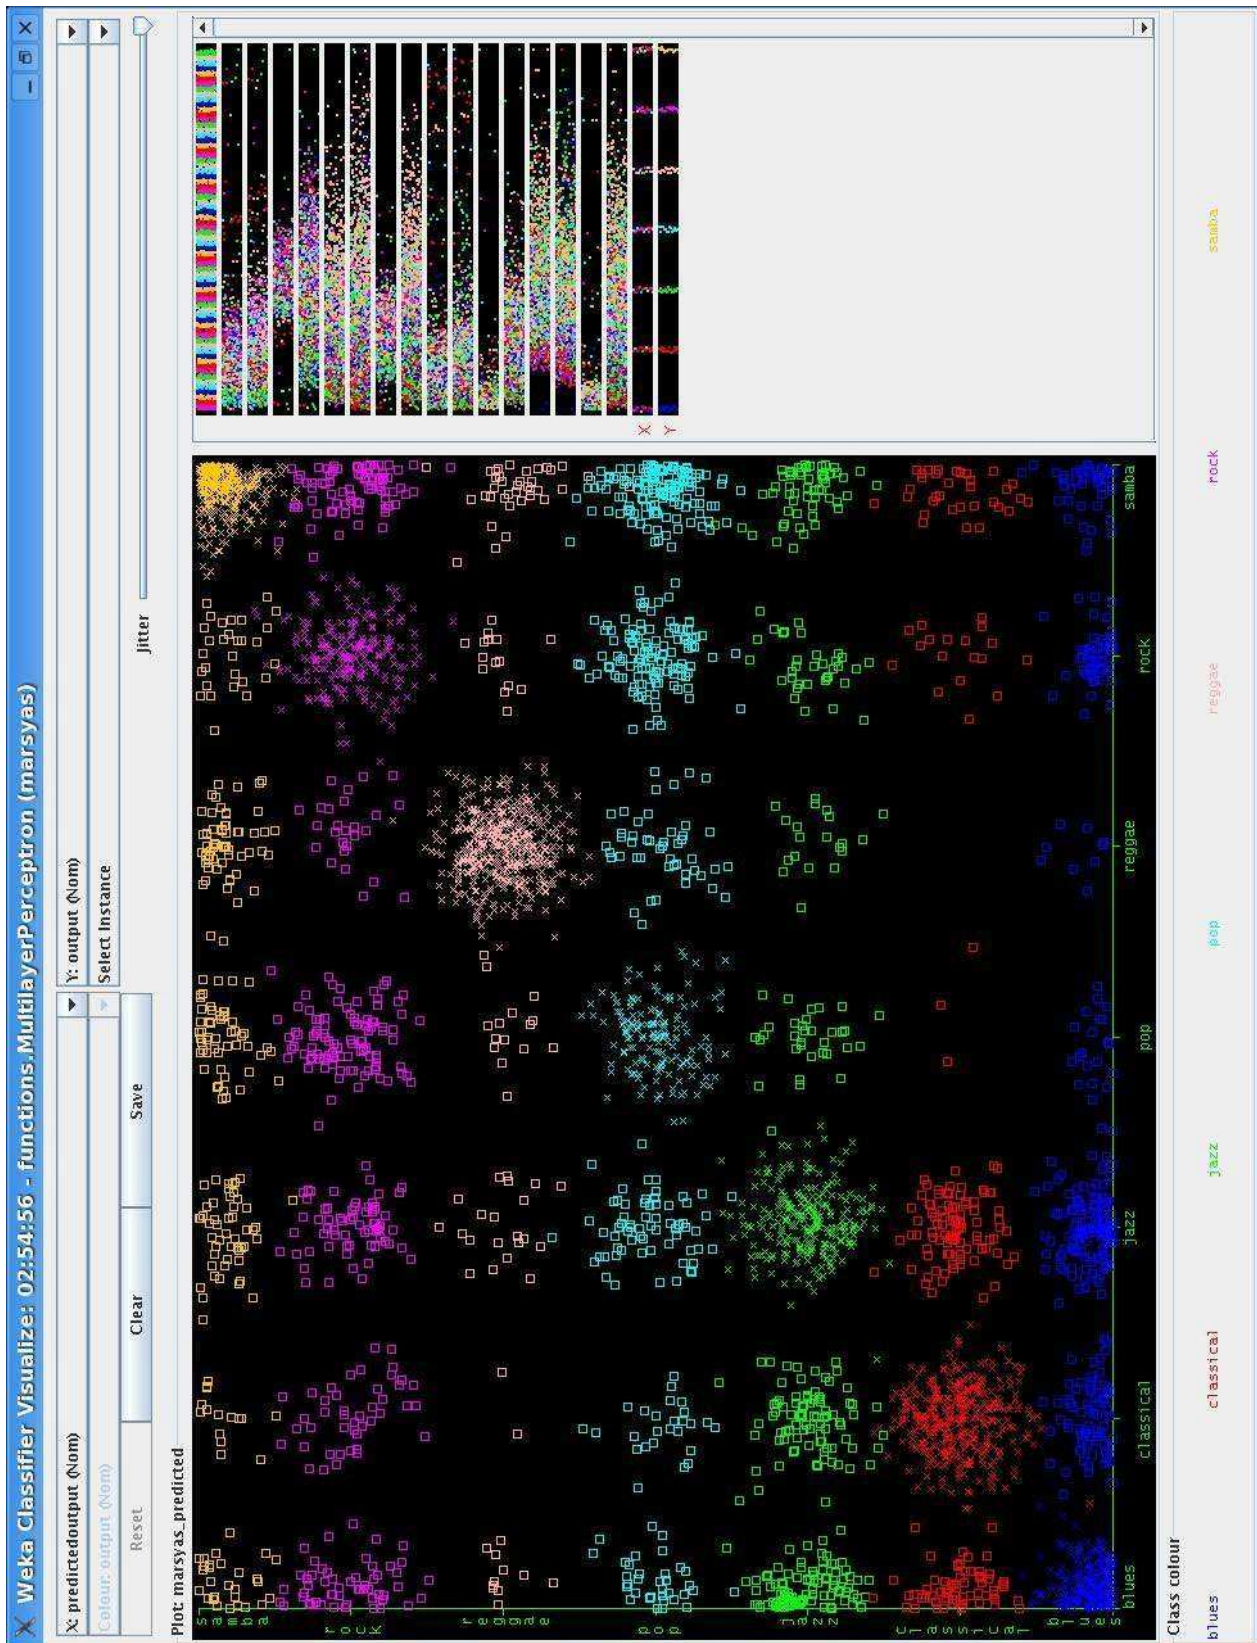 Weka Classifier Visualize: 02:54:56 - functions.MultilayerPerceptron (marsyas)
X: predictedoutput (Nom)
Y: output (Nom)
Colour: output (Nom)
Select Instance
Reset
Clear
Save
Jitter
Plot: marsyas_predicted
samba
rock
reggae
pop
jazz
classical
blues
blues
classical
jazz
pop
reggae
rock
samba
X
Y
Class colour
blues
classical
jazz
pop
reggae
rock
samba